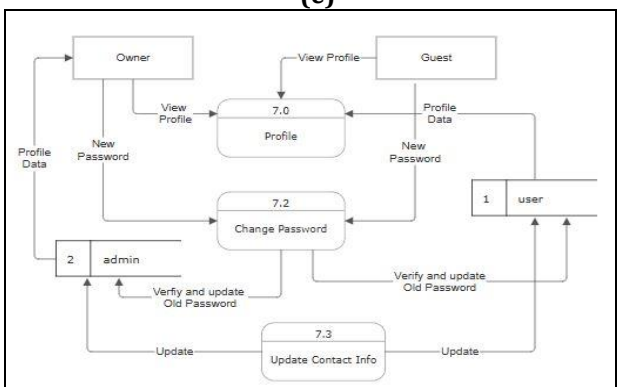 (c)
Owner
View Profile
Guest
View
Profile
7.0
Profile
Profile
Data
New
Password
New
Password
Profile
Data
7.2
Change Password
1
user
2
admin
Verfiy and update
Old Password
Verify and update
Old Password
7.3
Update Contact Info
Update
Update